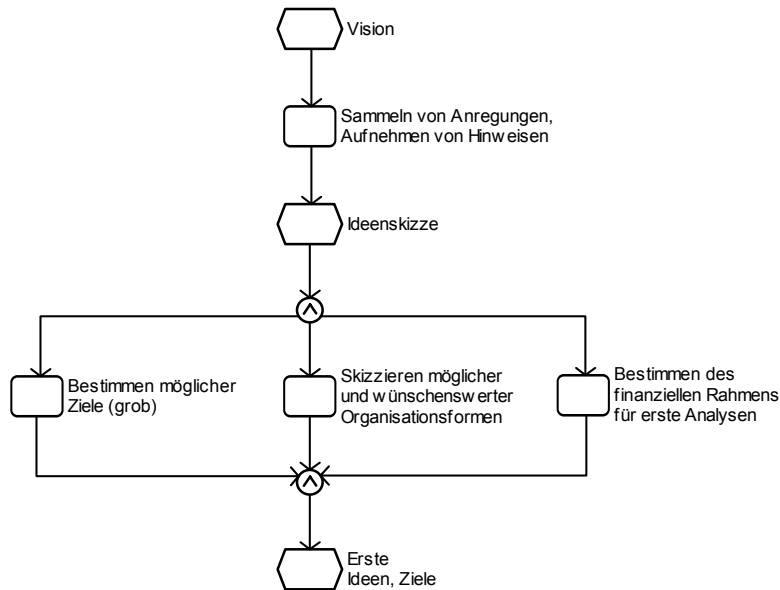 Vision
Sammeln von Anregungen,
Aufnehmen von Hinweisen
Ideenskizze
Bestimmen möglicher
Ziele (grob)
Skizzieren möglicher
und wünschenswerter
Organisationsformen
Bestimmen des
finanziellen Rahmens
für erste Analysen
Erste
Ideen, Ziele